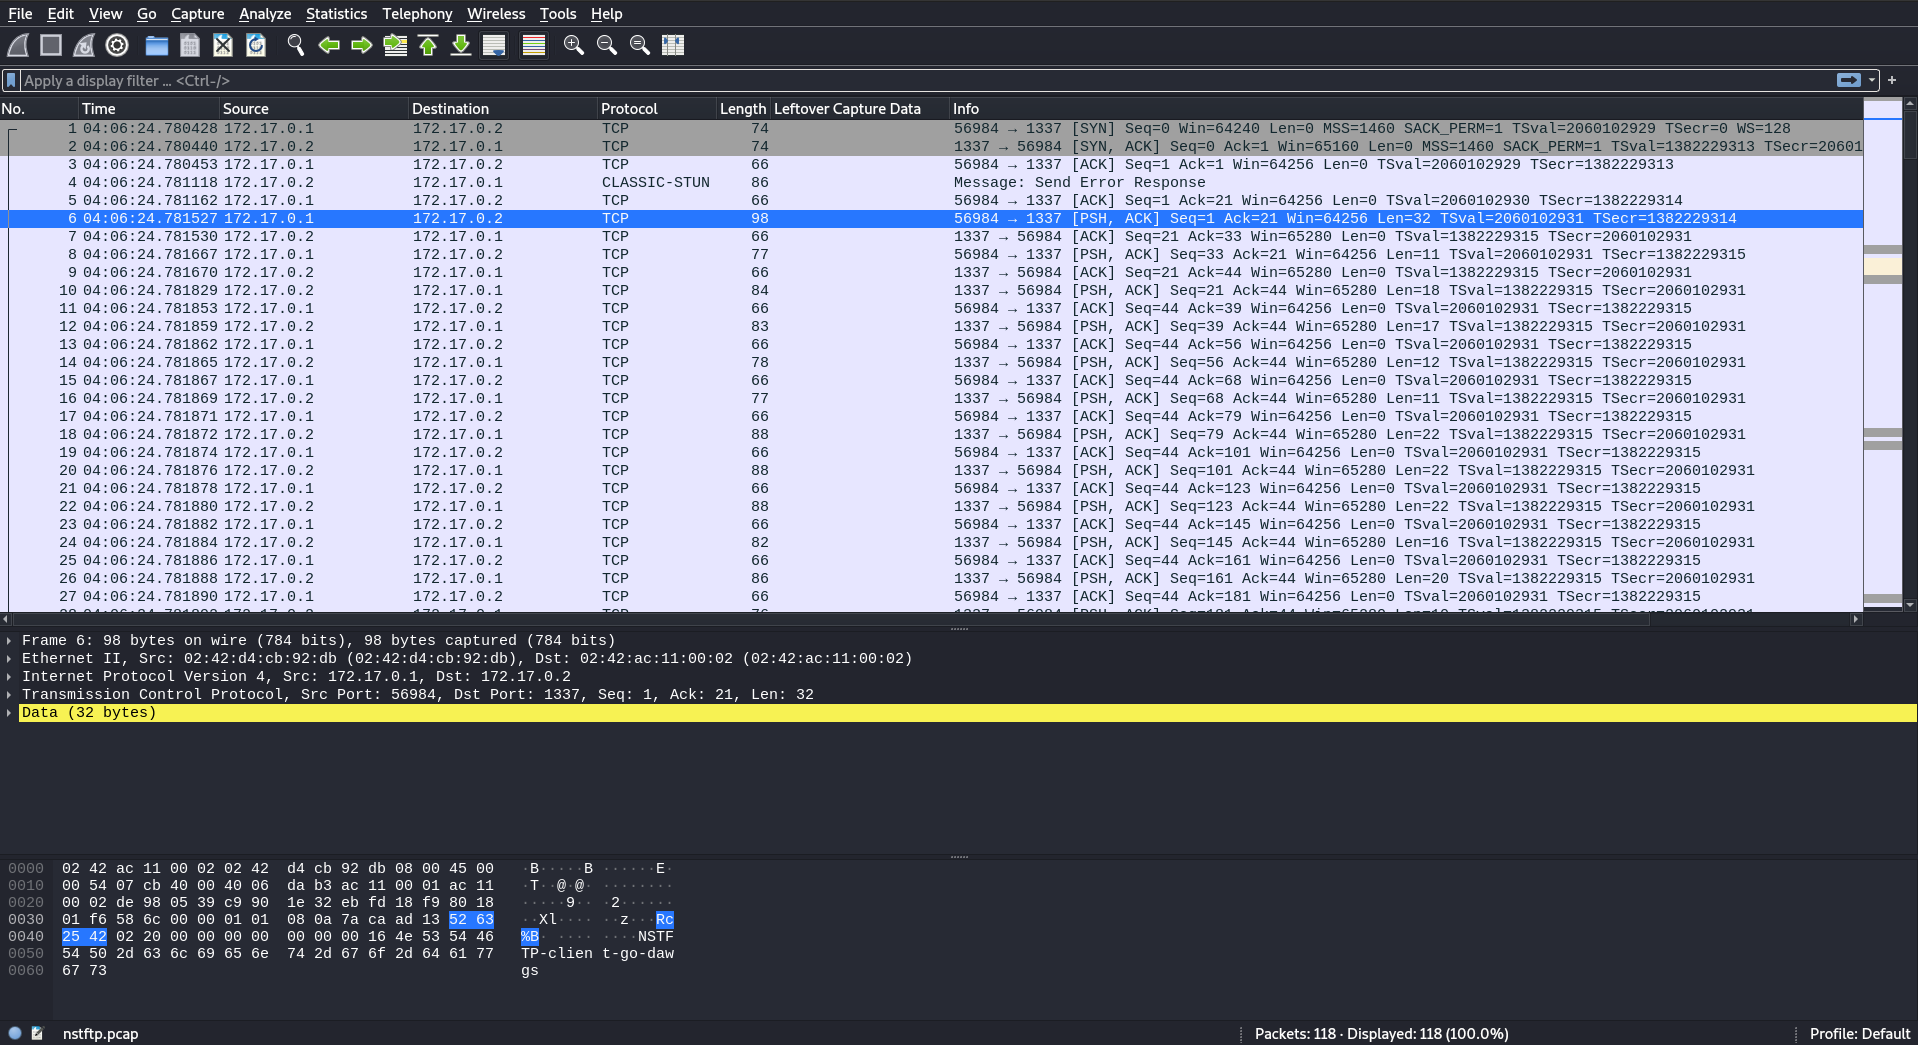 File Edit View Go Capture Analyze Statistics Telephony Wireless Tools Help
Apply a display filter ... <Ctrl-/>
No. Time Source Destination Protocol Length Leftover Capture Data Info
1 04:06:24.780428 172.17.0.1 172.17.0.2 TCP 74 56984 → 1337 [SYN] Seq=0 Win=64240 Len=0 MSS=1460 SACK_PERM=1 TSval=2060102929 TSecr=0 WS=128
2 04:06:24.780440 172.17.0.2 172.17.0.1 TCP 74 1337 → 56984 [SYN, ACK] Seq=0 Ack=1 Win=65160 Len=0 MSS=1460 SACK_PERM=1 TSval=1382229313 TSecr=20601
3 04:06:24.780453 172.17.0.1 172.17.0.2 TCP 66 56984 → 1337 [ACK] Seq=1 Ack=1 Win=64256 Len=0 TSval=2060102929 TSecr=1382229313
4 04:06:24.781118 172.17.0.2 172.17.0.1 CLASSIC-STUN 86 Message: Send Error Response
5 04:06:24.781162 172.17.0.1 172.17.0.2 TCP 66 56984 → 1337 [ACK] Seq=1 Ack=21 Win=64256 Len=0 TSval=2060102930 TSecr=1382229314
6 04:06:24.781527 172.17.0.1 172.17.0.2 TCP 98 56984 → 1337 [PSH, ACK] Seq=1 Ack=21 Win=64256 Len=32 TSval=2060102931 TSecr=1382229314
7 04:06:24.781530 172.17.0.2 172.17.0.1 TCP 66 1337 → 56984 [ACK] Seq=21 Ack=33 Win=65280 Len=0 TSval=1382229315 TSecr=2060102931
8 04:06:24.781667 172.17.0.1 172.17.0.2 TCP 77 56984 → 1337 [PSH, ACK] Seq=33 Ack=21 Win=64256 Len=11 TSval=2060102931 TSecr=1382229315
9 04:06:24.781670 172.17.0.2 172.17.0.1 TCP 66 1337 → 56984 [ACK] Seq=21 Ack=44 Win=65280 Len=0 TSval=1382229315 TSecr=2060102931
10 04:06:24.781829 172.17.0.2 172.17.0.1 TCP 84 1337 → 56984 [PSH, ACK] Seq=21 Ack=44 Win=65280 Len=18 TSval=1382229315 TSecr=2060102931
11 04:06:24.781853 172.17.0.1 172.17.0.2 TCP 66 56984 → 1337 [ACK] Seq=44 Ack=39 Win=64256 Len=0 TSval=2060102931 TSecr=1382229315
12 04:06:24.781859 172.17.0.2 172.17.0.1 TCP 83 1337 → 56984 [PSH, ACK] Seq=39 Ack=44 Win=65280 Len=17 TSval=1382229315 TSecr=2060102931
13 04:06:24.781862 172.17.0.1 172.17.0.2 TCP 66 56984 → 1337 [ACK] Seq=44 Ack=56 Win=64256 Len=0 TSval=2060102931 TSecr=1382229315
14 04:06:24.781865 172.17.0.2 172.17.0.1 TCP 78 1337 → 56984 [PSH, ACK] Seq=56 Ack=44 Win=65280 Len=12 TSval=1382229315 TSecr=2060102931
15 04:06:24.781867 172.17.0.1 172.17.0.2 TCP 66 56984 → 1337 [ACK] Seq=44 Ack=68 Win=64256 Len=0 TSval=2060102931 TSecr=1382229315
16 04:06:24.781869 172.17.0.2 172.17.0.1 TCP 77 1337 → 56984 [PSH, ACK] Seq=68 Ack=44 Win=65280 Len=11 TSval=1382229315 TSecr=2060102931
17 04:06:24.781871 172.17.0.1 172.17.0.2 TCP 66 56984 → 1337 [ACK] Seq=44 Ack=79 Win=64256 Len=0 TSval=2060102931 TSecr=1382229315
18 04:06:24.781872 172.17.0.2 172.17.0.1 TCP 88 1337 → 56984 [PSH, ACK] Seq=79 Ack=44 Win=65280 Len=22 TSval=1382229315 TSecr=2060102931
19 04:06:24.781874 172.17.0.1 172.17.0.2 TCP 66 56984 → 1337 [ACK] Seq=44 Ack=101 Win=64256 Len=0 TSval=2060102931 TSecr=1382229315
20 04:06:24.781876 172.17.0.2 172.17.0.1 TCP 88 1337 → 56984 [PSH, ACK] Seq=101 Ack=44 Win=65280 Len=22 TSval=1382229315 TSecr=2060102931
21 04:06:24.781878 172.17.0.1 172.17.0.2 TCP 66 56984 → 1337 [ACK] Seq=44 Ack=123 Win=64256 Len=0 TSval=2060102931 TSecr=1382229315
22 04:06:24.781880 172.17.0.2 172.17.0.1 TCP 88 1337 → 56984 [PSH, ACK] Seq=123 Ack=44 Win=65280 Len=22 TSval=1382229315 TSecr=2060102931
23 04:06:24.781882 172.17.0.1 172.17.0.2 TCP 66 56984 → 1337 [ACK] Seq=44 Ack=145 Win=64256 Len=0 TSval=2060102931 TSecr=1382229315
24 04:06:24.781884 172.17.0.2 172.17.0.1 TCP 82 1337 → 56984 [PSH, ACK] Seq=145 Ack=44 Win=65280 Len=16 TSval=1382229315 TSecr=2060102931
25 04:06:24.781886 172.17.0.1 172.17.0.2 TCP 66 56984 → 1337 [ACK] Seq=44 Ack=161 Win=64256 Len=0 TSval=2060102931 TSecr=1382229315
26 04:06:24.781888 172.17.0.2 172.17.0.1 TCP 86 1337 → 56984 [PSH, ACK] Seq=161 Ack=44 Win=65280 Len=20 TSval=1382229315 TSecr=2060102931
27 04:06:24.781890 172.17.0.1 172.17.0.2 TCP 66 56984 → 1337 [ACK] Seq=44 Ack=181 Win=64256 Len=0 TSval=2060102931 TSecr=1382229315
Frame 6: 98 bytes on wire (784 bits), 98 bytes captured (784 bits)
Ethernet II, Src: 02:42:d4:cb:92:db (02:42:d4:cb:92:db), Dst: 02:42:ac:11:00:02 (02:42:ac:11:00:02)
Internet Protocol Version 4, Src: 172.17.0.1, Dst: 172.17.0.2
Transmission Control Protocol, Src Port: 56984, Dst Port: 1337, Seq: 1, Ack: 21, Len: 32
Data (32 bytes)
0000 02 42 ac 11 00 02 02 42 d4 cb 92 db 08 00 45 00 ·B·····B ······E·
0010 00 54 07 cb 40 00 40 06 da b3 ac 11 00 01 ac 11 ·T··@·@· ········
0020 00 02 de 98 05 39 c9 90 1e 32 eb fd 18 f9 80 18 ·····9·· ·2······
0030 01 f6 58 6c 00 00 01 01 08 0a 7a ca ad 13 52 63 ··Xl···· ··z···Rc
0040 25 42 02 20 00 00 00 00 00 00 00 16 4e 53 54 46 %B· ···· ····NSTF
0050 54 50 2d 63 6c 69 65 6e 74 2d 67 6f 2d 64 61 77 TP-clien t-go-daw
0060 67 73 gs
nstftp.pcap Packets: 118 · Displayed: 118 (100.0%) Profile: Default